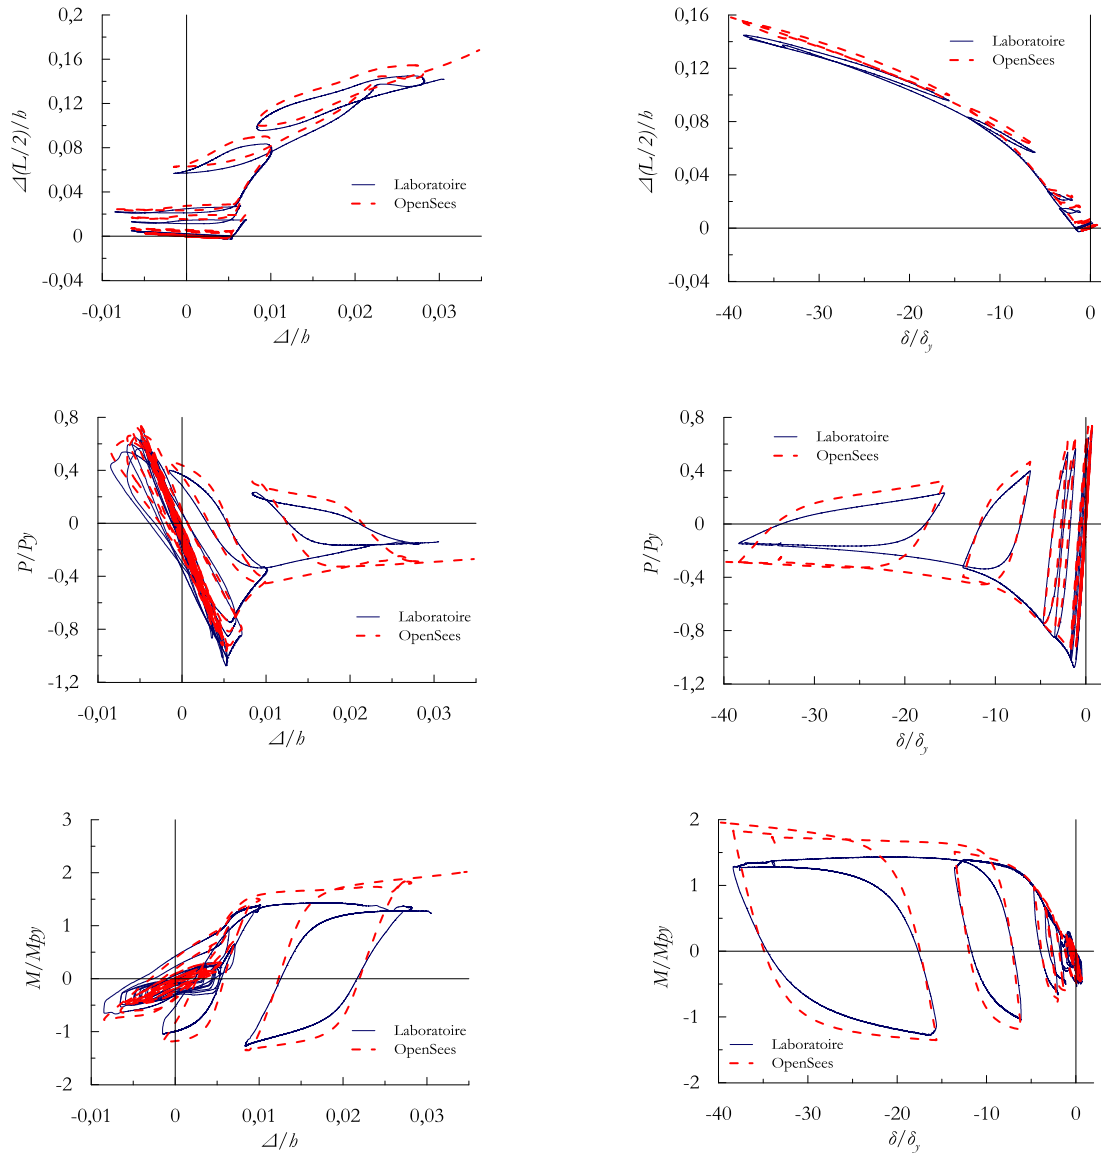 0,2
0,16
0,12
0,08
0,04
0
-0,04
Δ(L/2)/h
-0,01 0 0,01 0,02 0,03
Δ/h
Laboratoire
OpenSees
0,16
0,12
0,08
0,04
0
-0,04
Δ(L/2)/h
-40 -30 -20 -10 0
δ/δy
Laboratoire
OpenSees
0,8
0,4
0
-0,4
-0,8
-1,2
P/Py
-0,01 0 0,01 0,02 0,03
Δ/h
Laboratoire
OpenSees
0,8
0,4
0
-0,4
-0,8
-1,2
P/Py
-40 -30 -20 -10 0
δ/δy
Laboratoire
OpenSees
3
2
1
0
-1
-2
M/Mpy
-0,01 0 0,01 0,02 0,03
Δ/h
Laboratoire
OpenSees
2
1
0
-1
-2
M/Mpy
-40 -30 -20 -10 0
δ/δy
Laboratoire
OpenSees